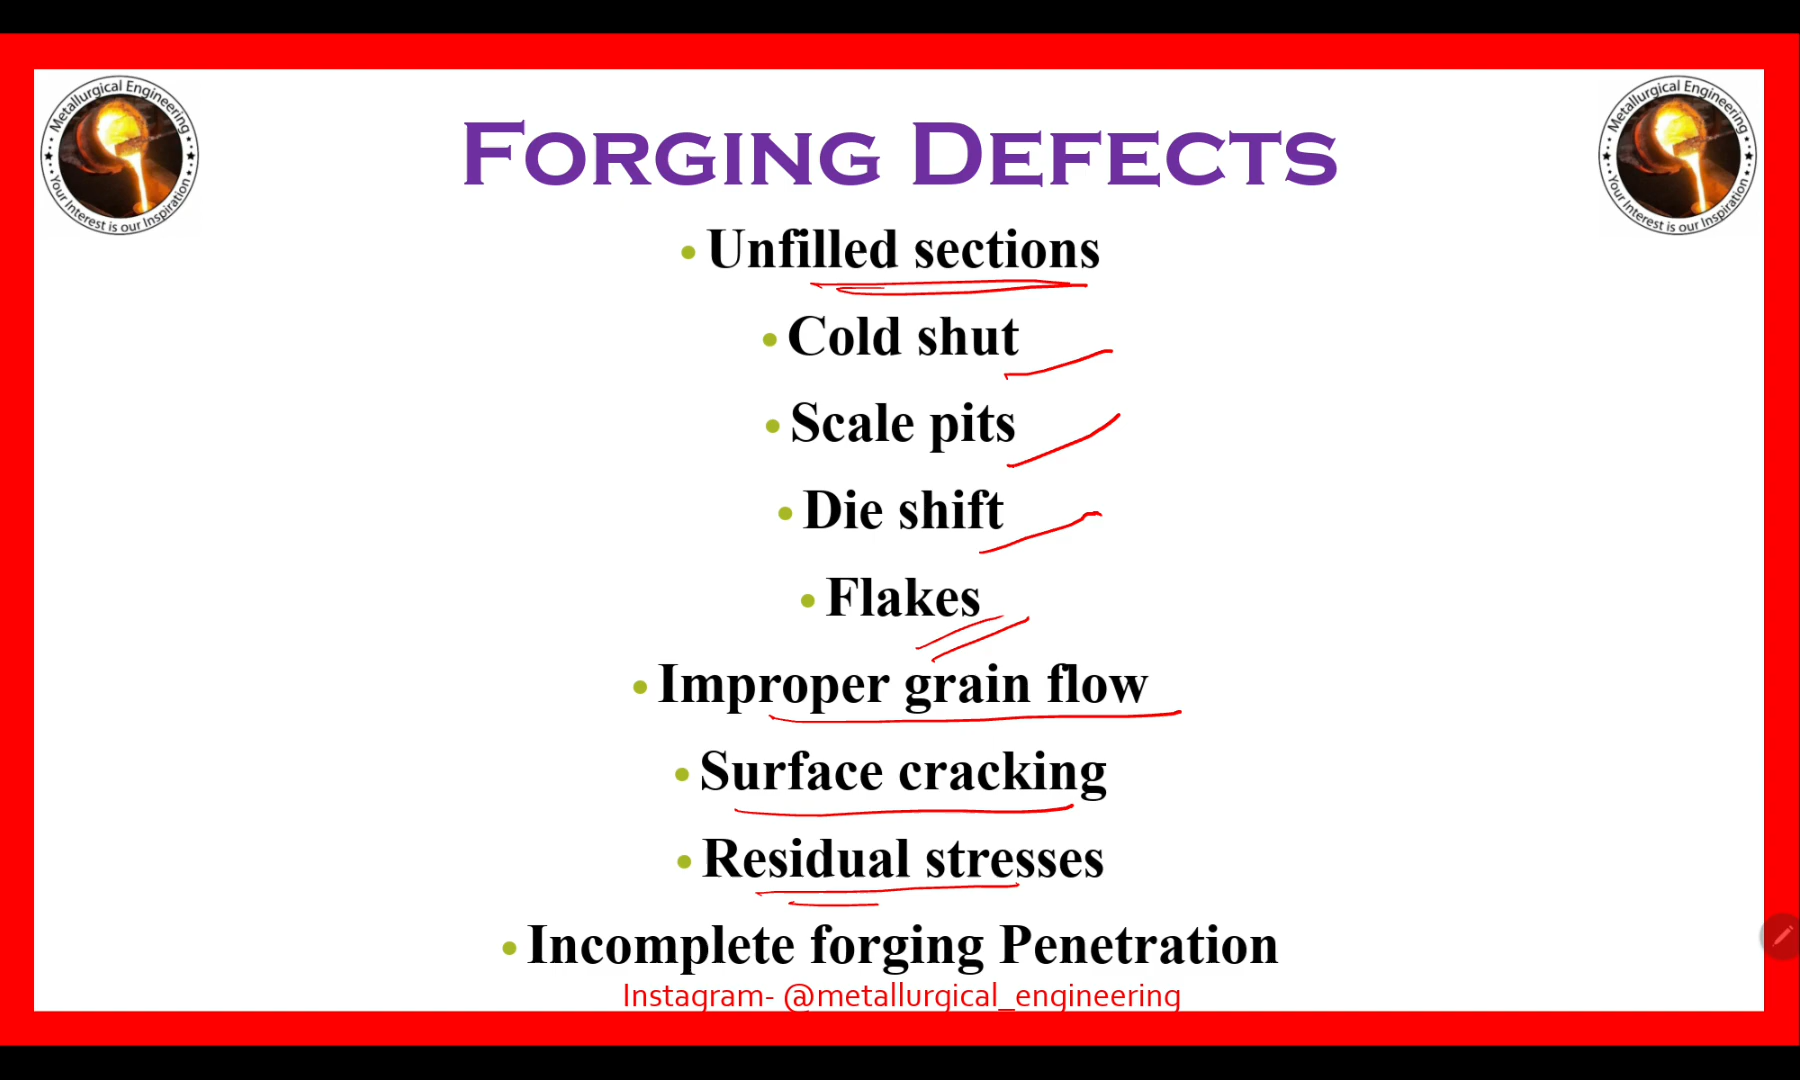 Metallurgical Engineering
Your Interest is our Inspiration
FORGING DEFECTS
Metallurgical Engineering
Your Interest is our Inspiration
• Unfilled sections
• Cold shut
• Scale pits
• Die shift
• Flakes
• Improper grain flow
• Surface cracking
• Residual stresses
• Incomplete forging Penetration
Instagram- @metallurgical_engineering